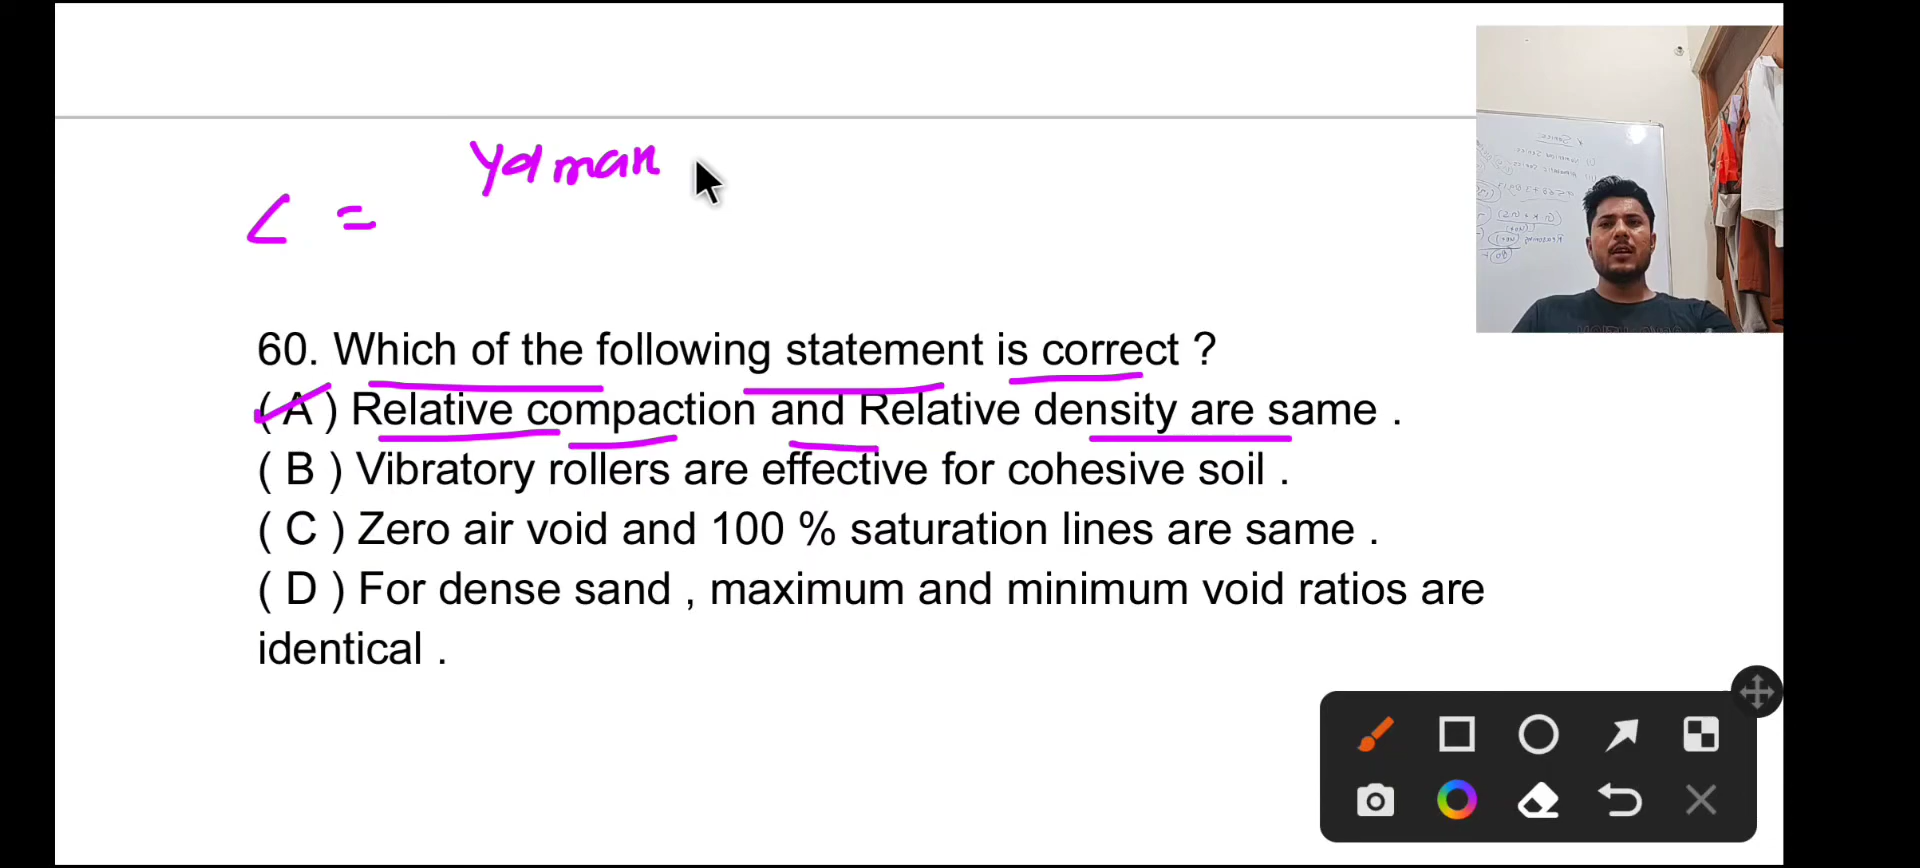 γd max
< =
60. Which of the following statement is correct ?
( A ) Relative compaction and Relative density are same .
( B ) Vibratory rollers are effective for cohesive soil .
( C ) Zero air void and 100 % saturation lines are same .
( D ) For dense sand , maximum and minimum void ratios are
identical .